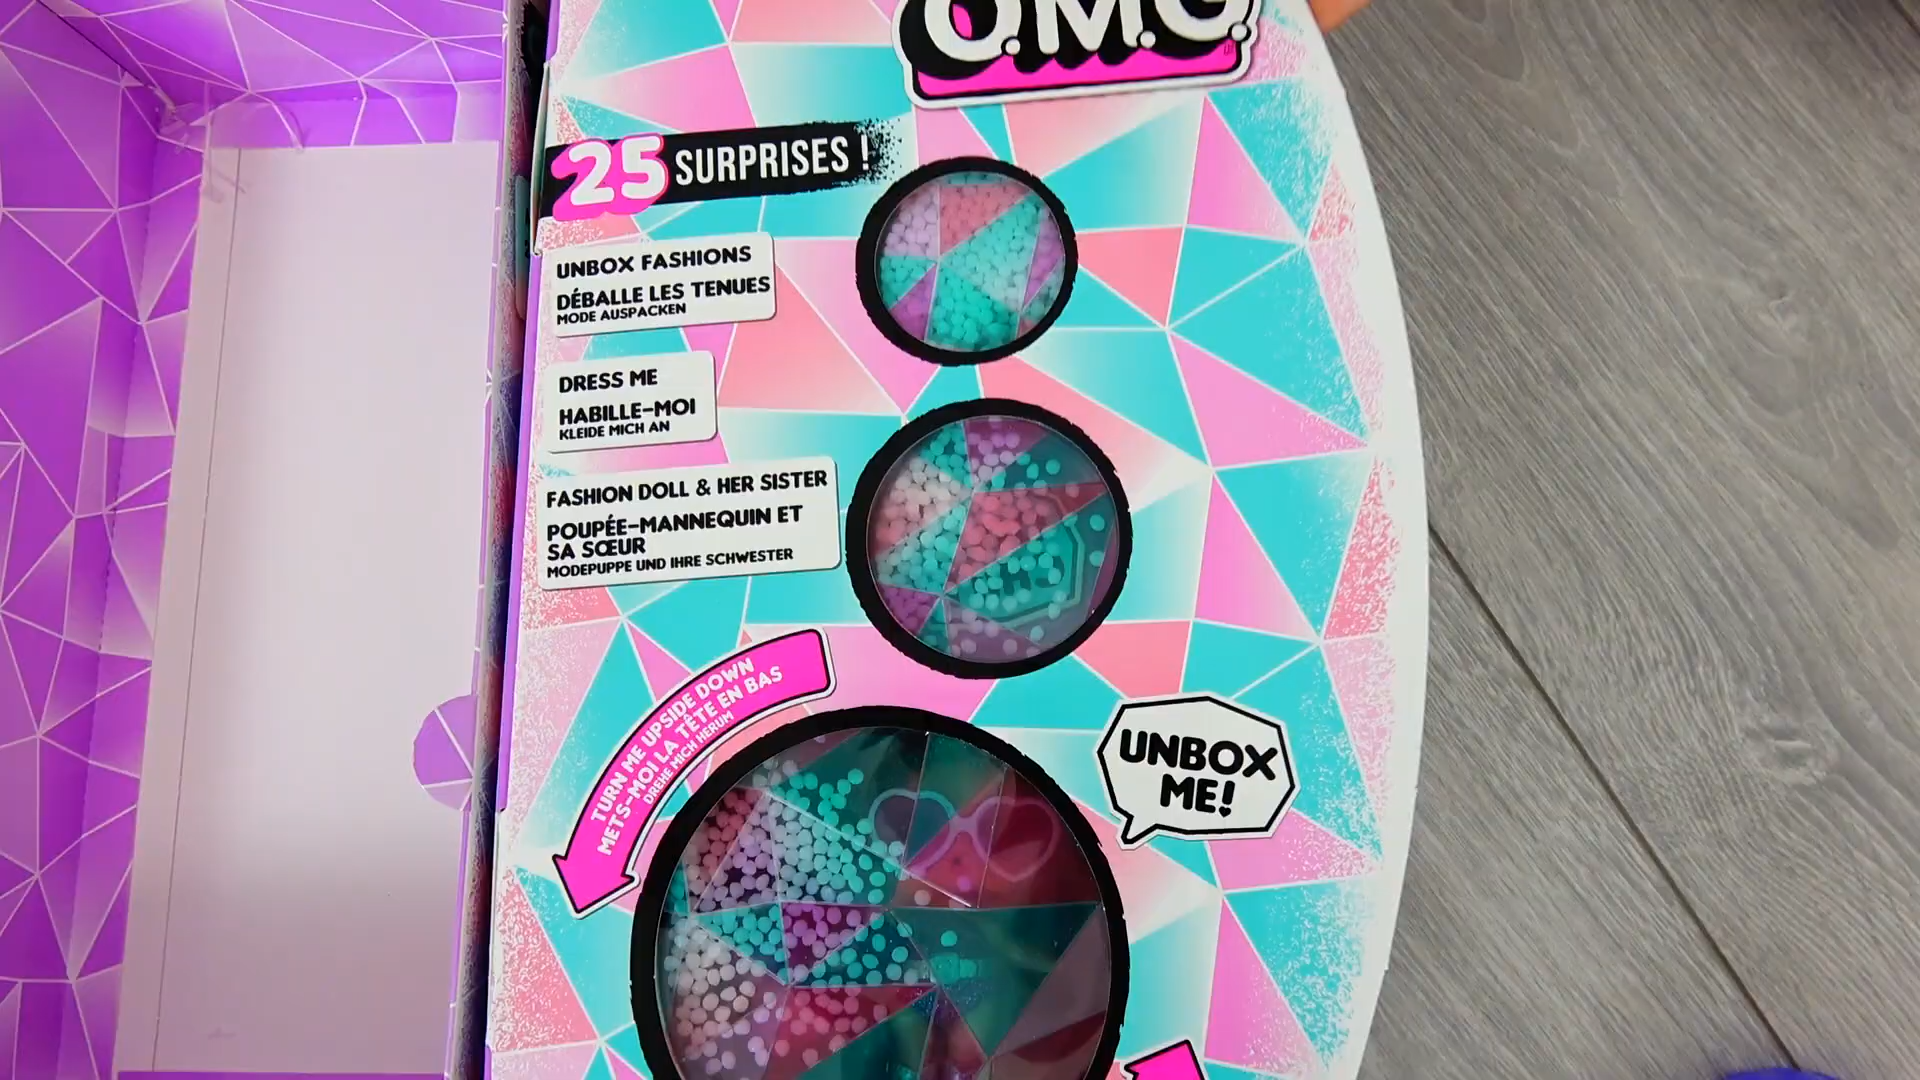 O.M.G.
25 SURPRISES !
UNBOX FASHIONS
DÉBALLE LES TENUES
MODE AUSPACKEN
DRESS ME
HABILLE-MOI
KLEIDE MICH AN
FASHION DOLL & HER SISTER
POUPÉE-MANNEQUIN ET
SA SŒUR
MODEPUPPE UND IHRE SCHWESTER
TURN ME UPSIDE DOWN
METS-MOI LA TÊTE EN BAS
DREHE MICH HERUM
UNBOX
ME!